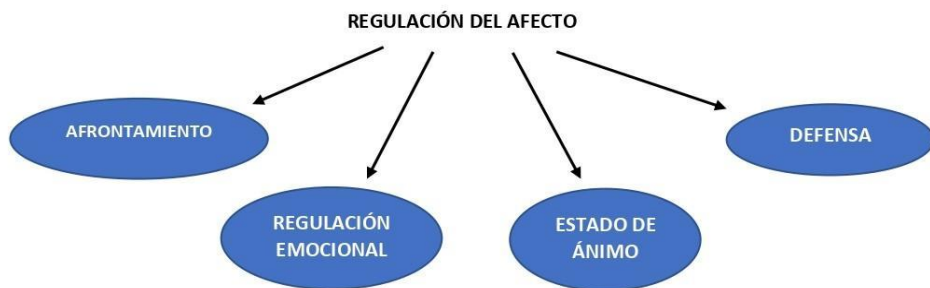 REGULACIÓN DEL AFECTO
AFRONTAMIENTO
DEFENSA
REGULACIÓN
EMOCIONAL
ESTADO DE
ÁNIMO